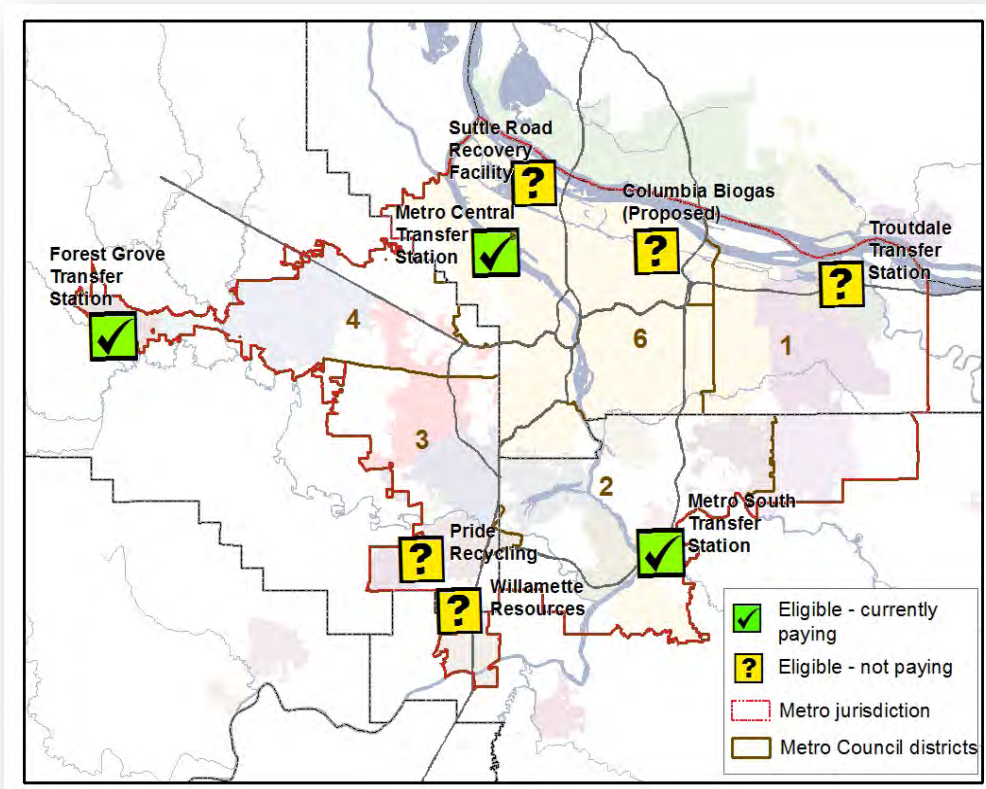 Suttle Road
Recovery
Facility
?
Columbia Biogas
(Proposed)
?
Metro Central
Transfer
Station
Troutdale
Transfer
Station
?
Forest Grove
Transfer
Station
4
6
1
3
2
Metro South
Transfer
Station
Pride
Recycling
?
Willamette
Resources
?
Eligible - currently
paying
? Eligible - not paying
Metro jurisdiction
Metro Council districts